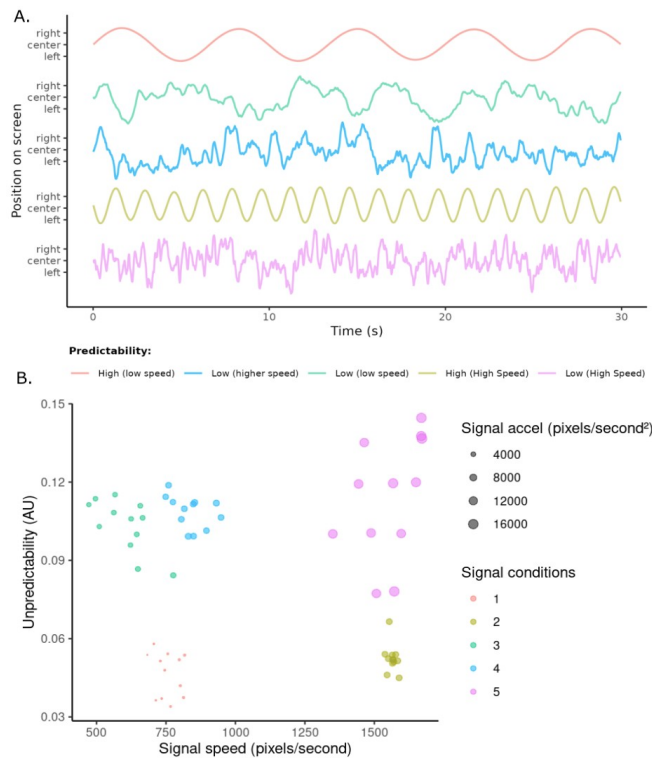 A.
right
center
left
right
center
left
right
center
left
right
center
left
right
center
left
Position on screen
0 10 20 30
Time (s)
Predictability:
High (low speed) Low (higher speed) Low (low speed) High (High Speed) Low (High Speed)
B.
0.15
0.12
0.09
0.06
0.03
Unpredictability (AU)
500 750 1000 1250 1500
Signal speed (pixels/second)
Signal accel (pixels/second²)
4000
8000
12000
16000
Signal conditions
1
2
3
4
5